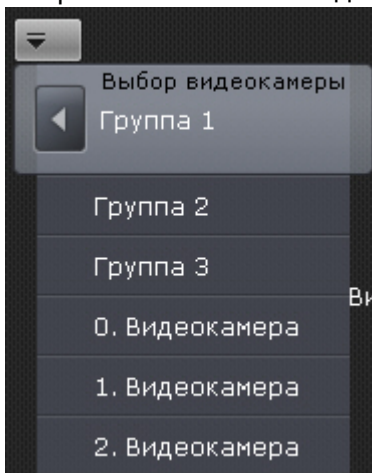 Выбор видеокамеры
Группа 1
Группа 2
Группа 3
0. Видеокамера
1. Видеокамера
2. Видеокамера